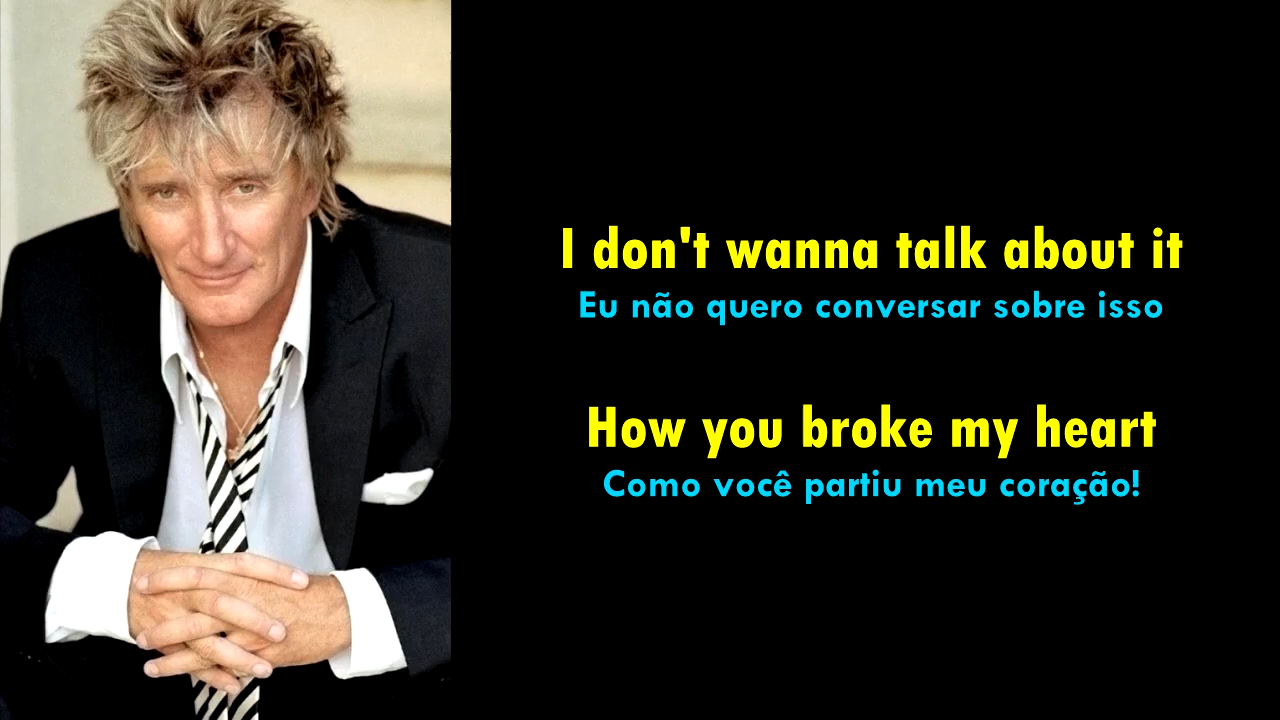 I don't wanna talk about it
Eu não quero conversar sobre isso
How you broke my heart
Como você partiu meu coração!